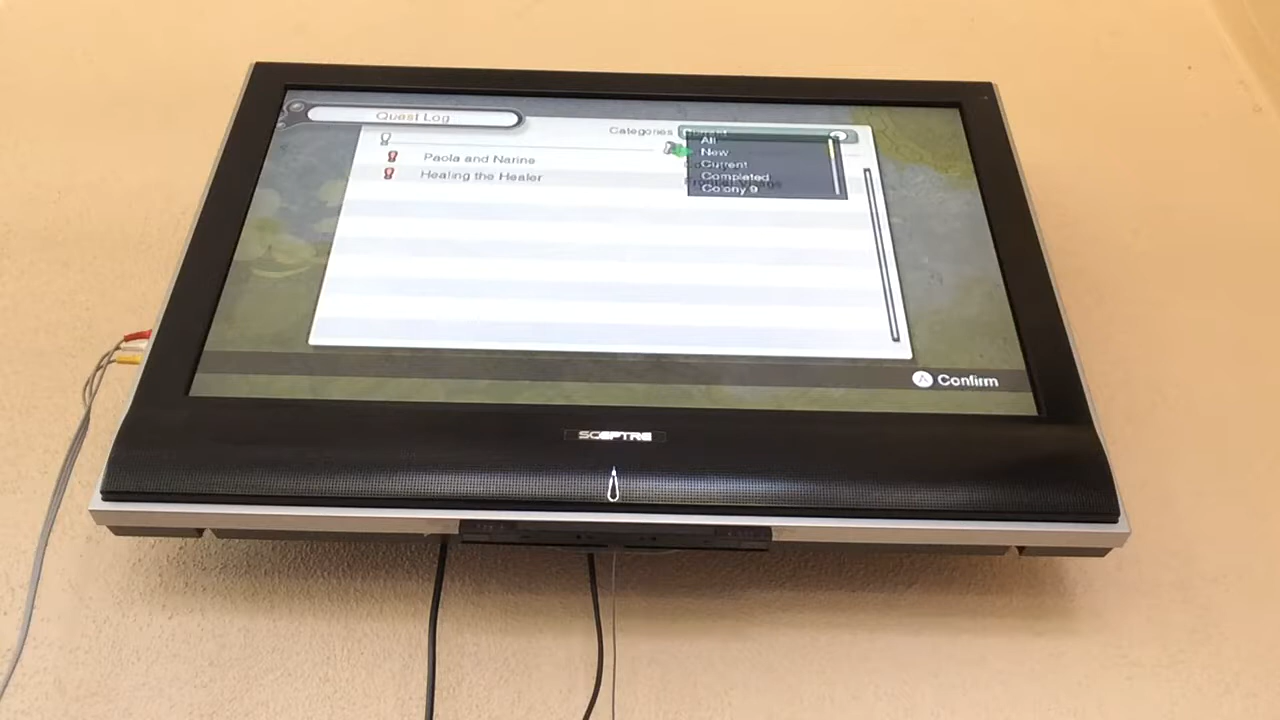 Quest Log
Categories
All
New
Current
Completed
Colony 9
Paola and Narine
Healing the Healer
A Confirm
SCEPTRE